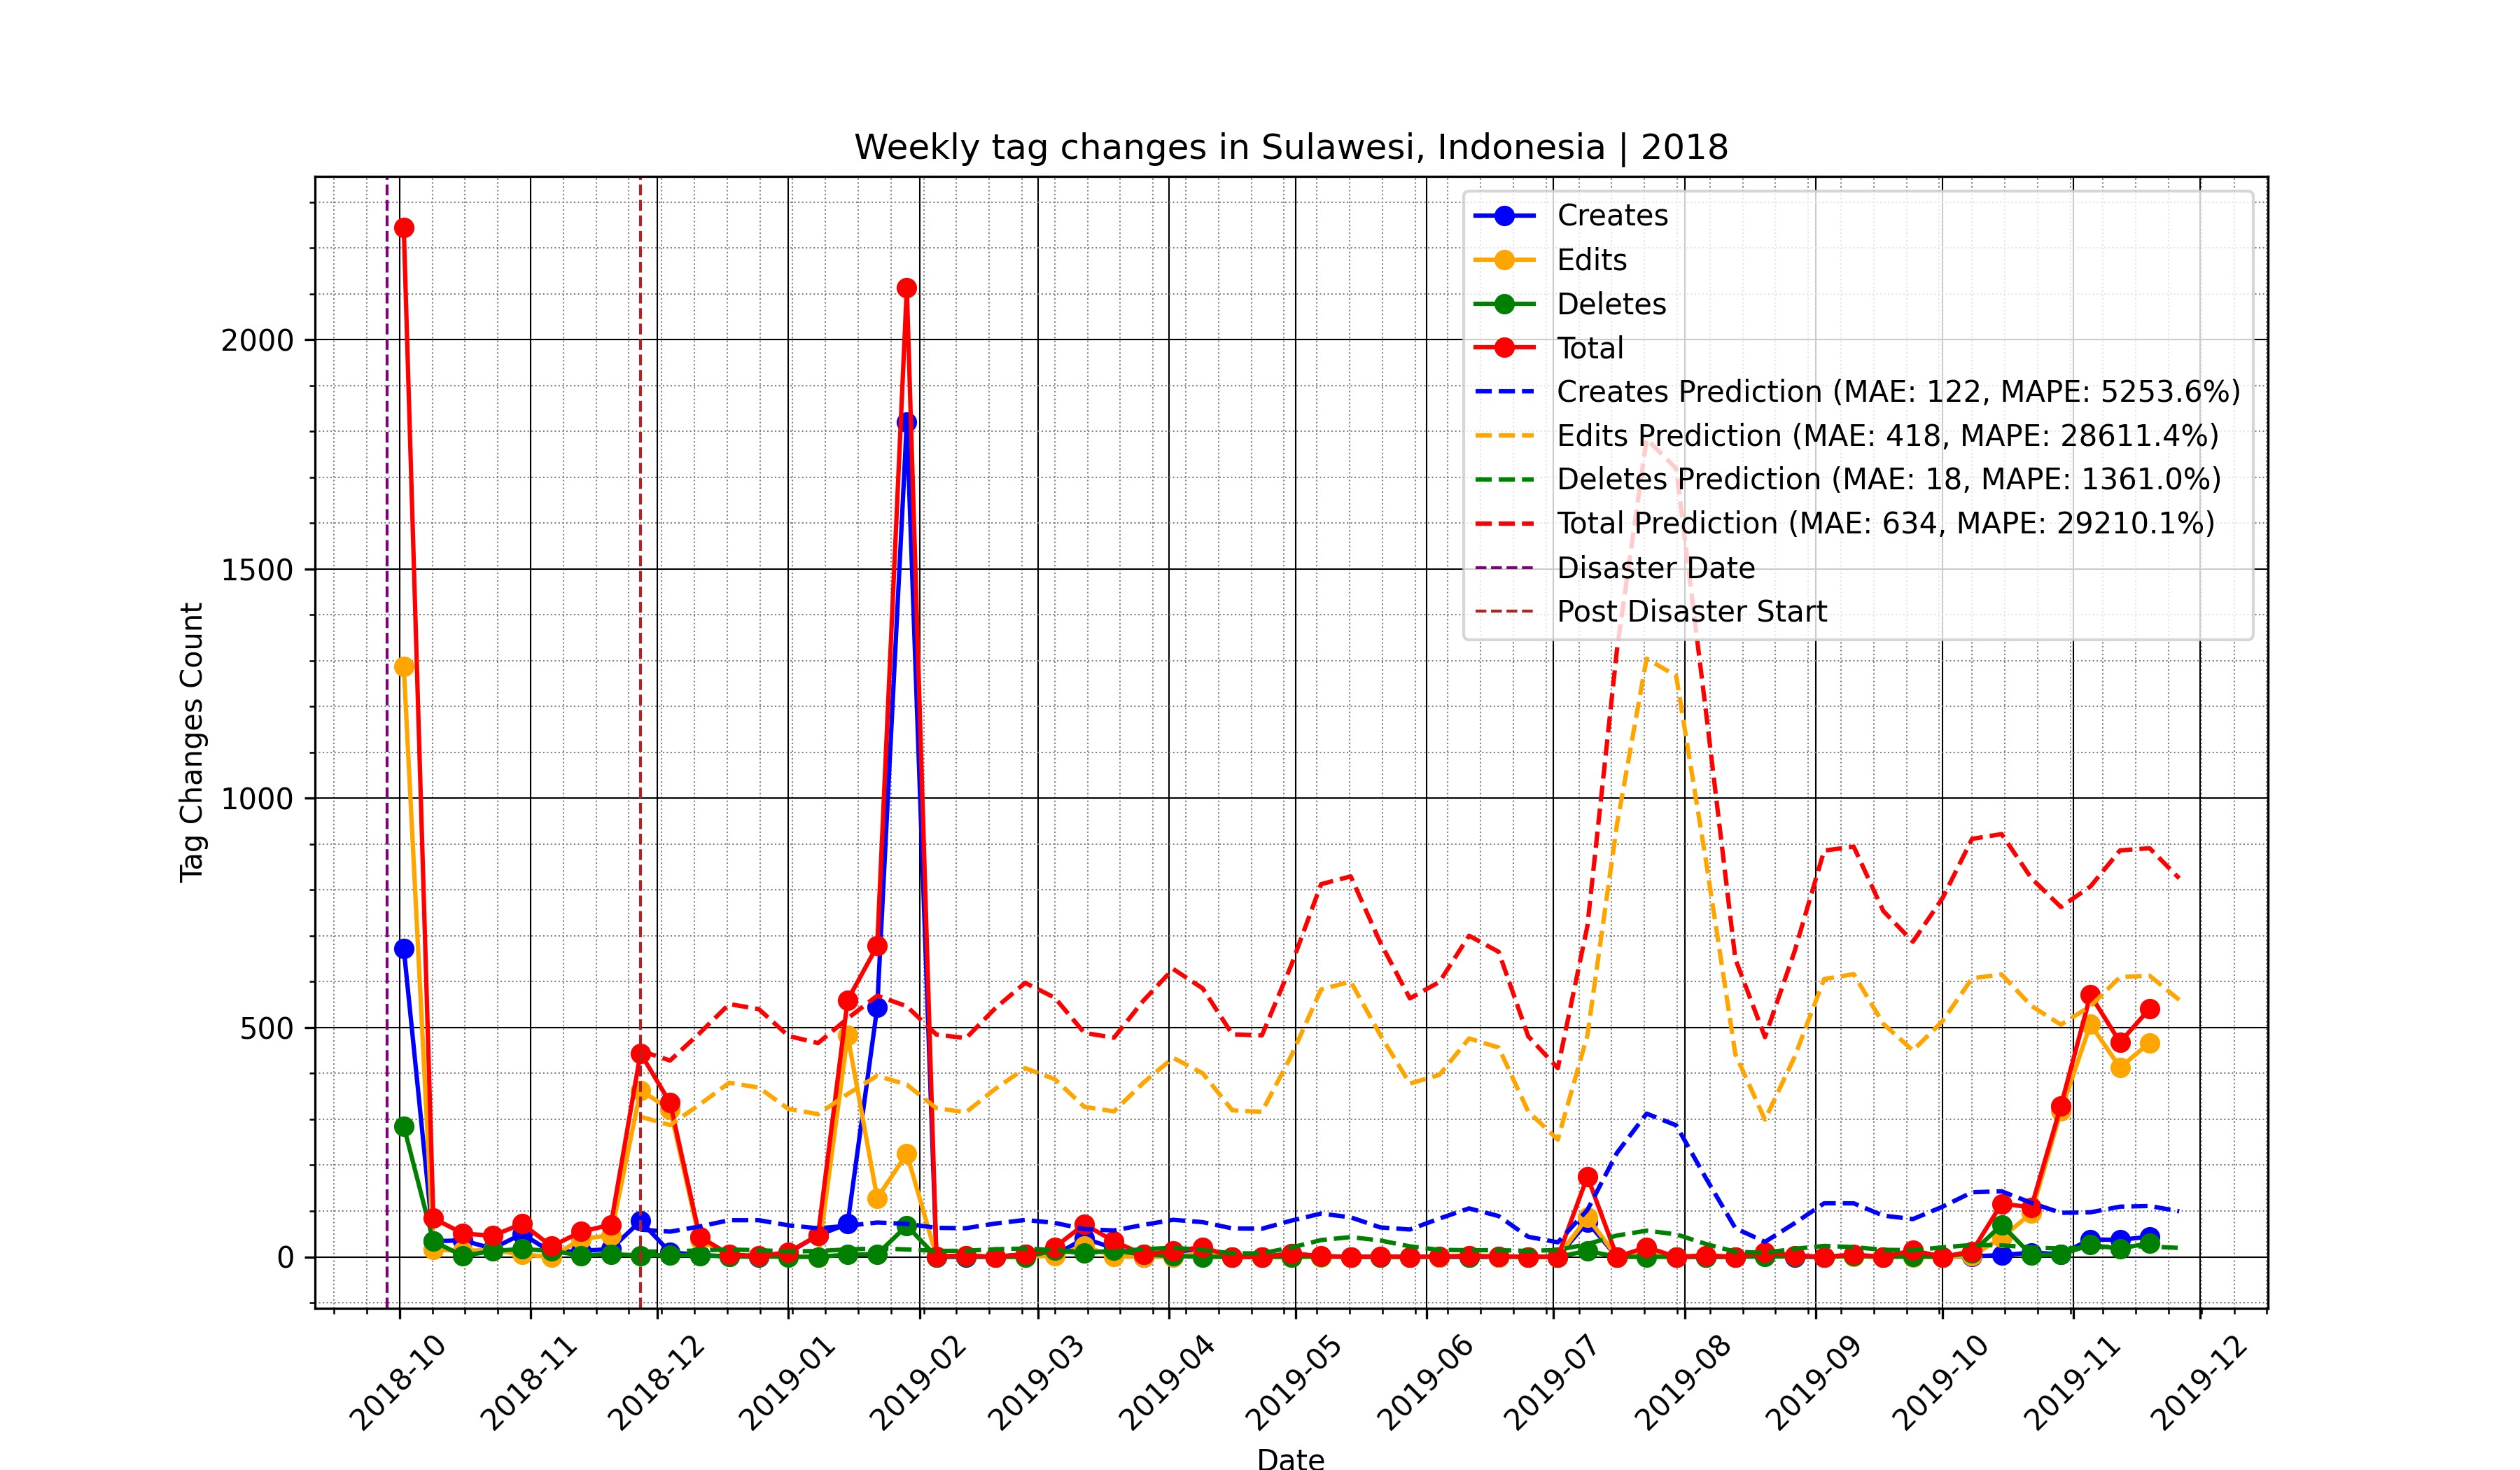 Weekly tag changes in Sulawesi, Indonesia | 2018
Creates
Edits
Deletes
Total
Creates Prediction (MAE: 122, MAPE: 5253.6%)
Edits Prediction (MAE: 418, MAPE: 28611.4%)
Deletes Prediction (MAE: 18, MAPE: 1361.0%)
Total Prediction (MAE: 634, MAPE: 29210.1%)
Disaster Date
Post Disaster Start
Tag Changes Count
2000
1500
1000
500
0
2018-10
2018-11
2018-12
2019-01
2019-02
2019-03
2019-04
2019-05
2019-06
2019-07
2019-08
2019-09
2019-10
2019-11
2019-12
Date